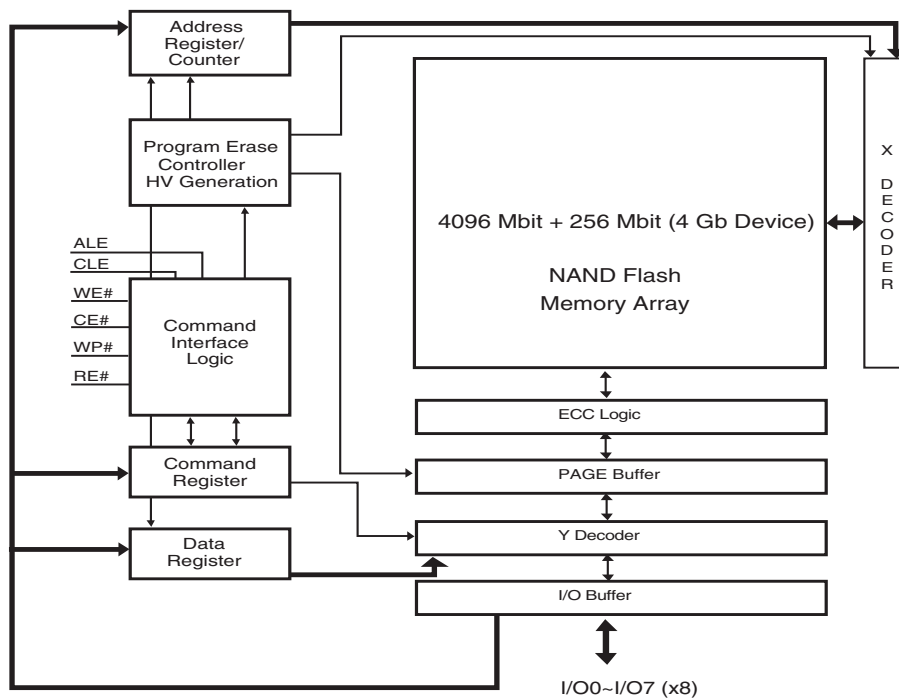 Address
Register/
Counter
Program Erase
Controller
HV Generation
ALE
CLE
WE#
CE#
WP#
RE#
Command
Interface
Logic
Command
Register
Data
Register
4096 Mbit + 256 Mbit (4 Gb Device)
NAND Flash
Memory Array
X
DECODER
ECC Logic
PAGE Buffer
Y Decoder
I/O Buffer
I/O0~I/O7 (x8)